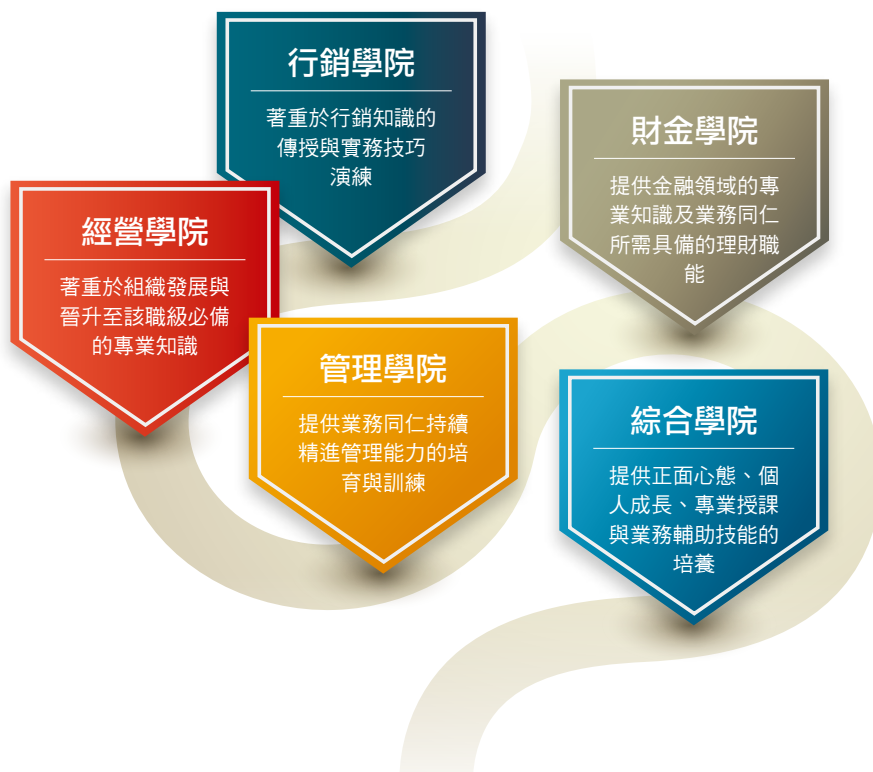 行銷學院
著重於行銷知識的
傳授與實務技巧
演練
財金學院
提供金融領域的專
業知識及業務同仁
所需具備的理財職
能
經營學院
著重於組織發展與
晉升至該職級必備
的專業知識
管理學院
提供業務同仁持續
精進管理能力的培
育與訓練
綜合學院
提供正面心態、個
人成長、專業授課
與業務輔助技能的
培養